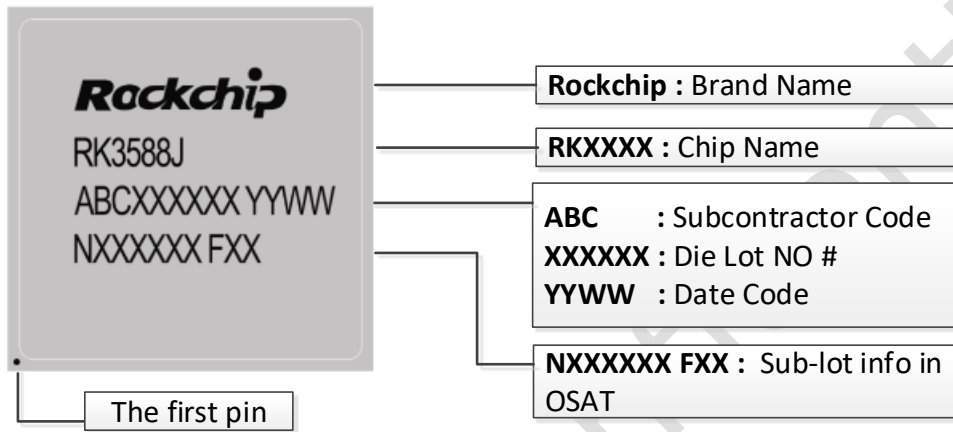 Rockchip
RK3588J
ABCXXXXXX YYWW
NXXXXXX FXX
The first pin
Rockchip : Brand Name
RKXXXX : Chip Name
ABC : Subcontractor Code
XXXXXX : Die Lot NO #
YYWW : Date Code
NXXXXXX FXX : Sub-lot info in
OSAT